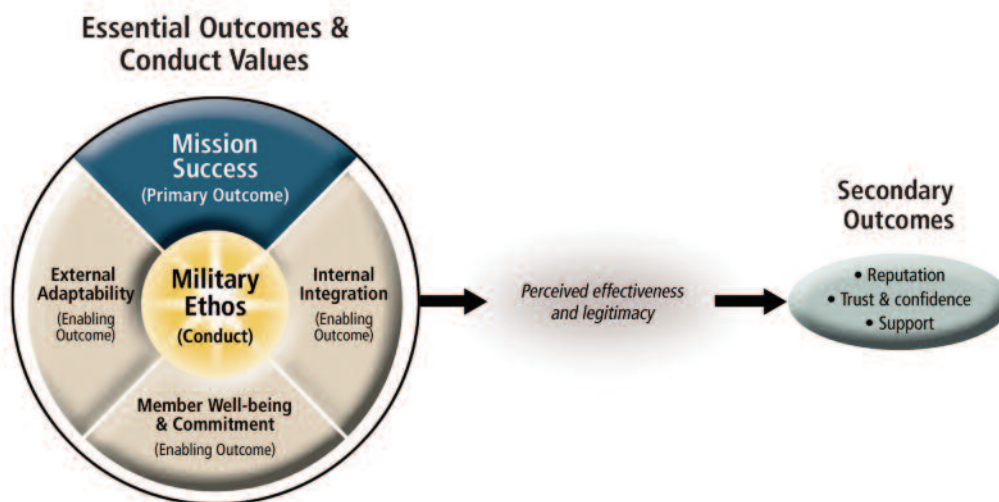 Essential Outcomes &
Conduct Values
Mission
Success
(Primary Outcome)
External
Adaptability
(Enabling
Outcome)
Military
Ethos
(Conduct)
Internal
Integration
(Enabling
Outcome)
Member Well-being
& Commitment
(Enabling Outcome)
Perceived effectiveness
and legitimacy
Secondary
Outcomes
• Reputation
• Trust & confidence
• Support